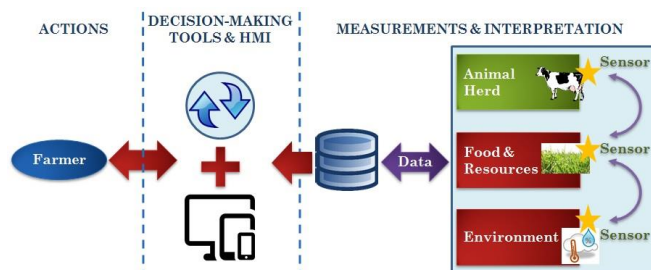 ACTIONS
DECISION-MAKING
TOOLS & HMI
MEASUREMENTS & INTERPRETATION
Farmer
Data
Animal
Herd
Sensor
Food &
Resources
Sensor
Environment
Sensor